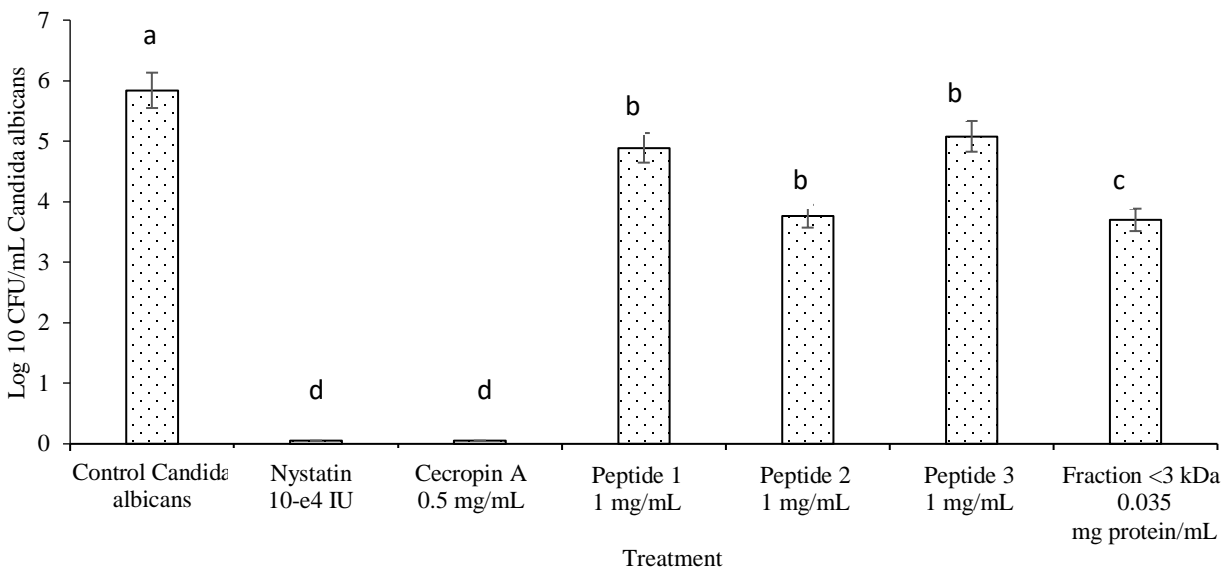 7
6
5
4
3
2
1
0
Log 10 CFU/mL Candida albicans
a
d
d
b
b
b
c
Control Candida
albicans
Nystatin
10-e4 IU
Cecropin A
0.5 mg/mL
Peptide 1
1 mg/mL
Peptide 2
1 mg/mL
Peptide 3
1 mg/mL
Fraction <3 kDa
0.035
mg protein/mL
Treatment